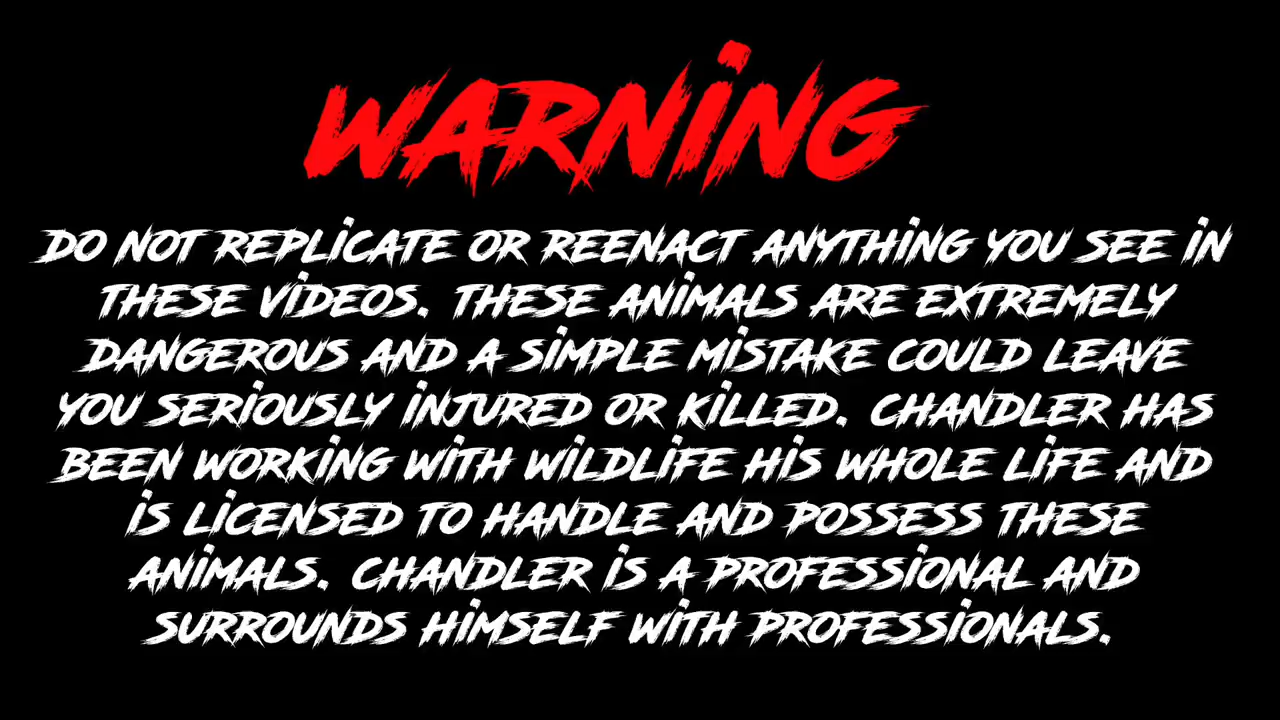 WARNING
DO NOT REPLICATE OR REENACT ANYTHING YOU SEE IN
THESE VIDEOS. THESE ANIMALS ARE EXTREMELY
DANGEROUS AND A SIMPLE MISTAKE COULD LEAVE
YOU SERIOUSLY INJURED OR KILLED. CHANDLER HAS
BEEN WORKING WITH WILDLIFE HIS WHOLE LIFE AND
IS LICENSED TO HANDLE AND POSSESS THESE
ANIMALS. CHANDLER IS A PROFESSIONAL AND
SURROUNDS HIMSELF WITH PROFESSIONALS.